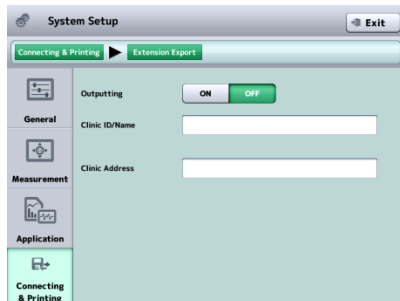 System Setup
Exit
Connecting & Printing
Extension Export
General
Measurement
Application
Connecting
& Printing
Outputting
ON
OFF
Clinic ID/Name
Clinic Address